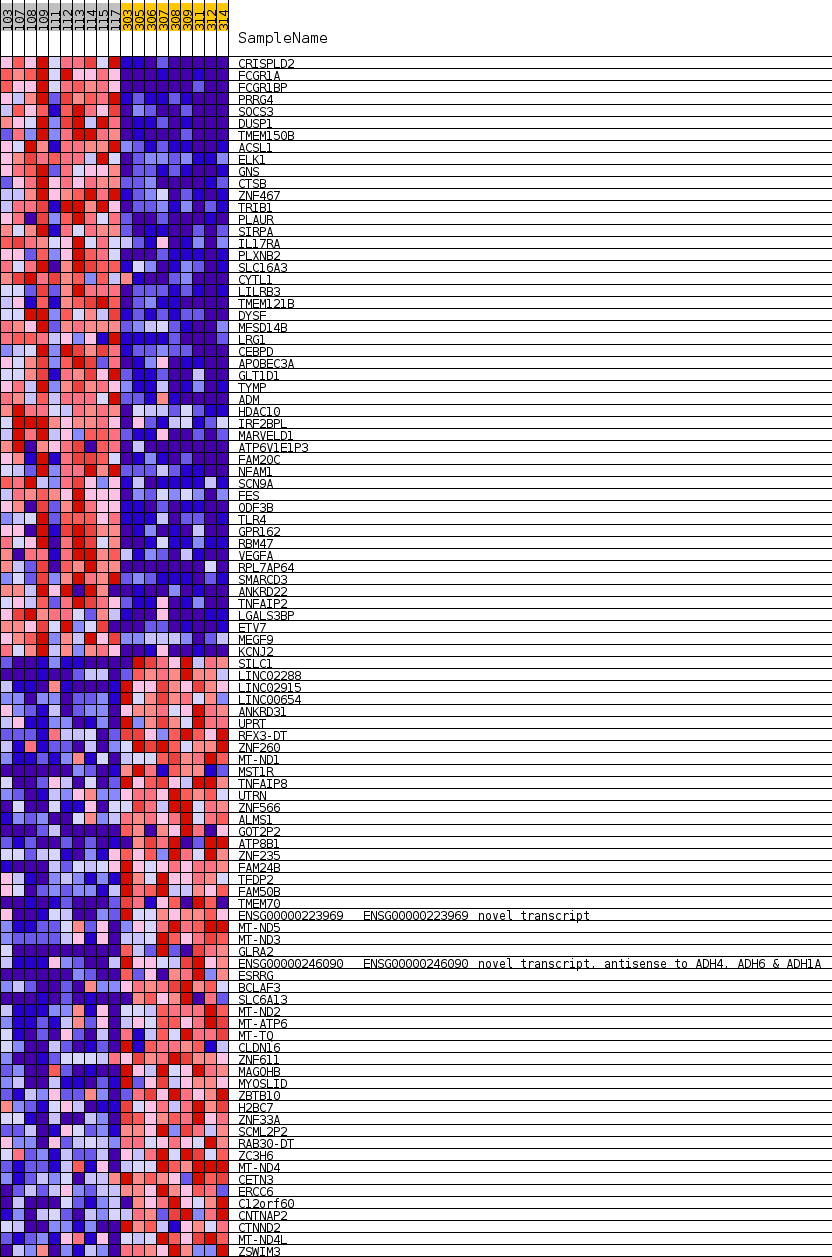 103 107 108 109 111 112 113 114 115 117 303 305 306 307 308 309 311 312 314
SampleName
CRISPLD2
FCGR1A
FCGR1BP
PRRG4
SOCS3
DUSP1
TMEM150B
ACSL1
ELK1
GNS
CTSB
ZNF467
TRIB1
PLAUR
SIRPA
IL17RA
PLXNB2
SLC16A3
CYTL1
LILRB3
TMEM121B
DYSF
MFSD14B
LRG1
CEBPD
APOBEC3A
GLT1D1
TYMP
ADM
HDAC10
IRF2BPL
MARVELD1
ATP6V1E1P3
FAM20C
NFAM1
SCN9A
FES
ODF3B
TLR4
GPR162
RBM47
VEGFA
RPL7AP64
SMARCD3
ANKRD22
TNFAIP2
LGALS3BP
ETV7
MEGF9
KCNJ2
SILC1
LINC02288
LINC02915
LINC00654
ANKRD31
UPRT
RFX3-DT
ZNF260
MT-ND1
MST1R
TNFAIP8
UTRN
ZNF566
ALMS1
GOT2P2
ATP8B1
ZNF235
FAM24B
TFDP2
FAM50B
TMEM70
ENSG00000223969 ENSG00000223969 novel transcript
MT-ND5
MT-ND3
GLRA2
ENSG00000246090 ENSG00000246090 novel transcript, antisense to ADH4, ADH6 & ADH1A
ESRRG
BCLAF3
SLC6A13
MT-ND2
MT-ATP6
MT-TQ
CLDN16
ZNF611
MAGOHB
MYOSLID
ZBTB10
H2BC7
ZNF33A
SCML2P2
RAB30-DT
ZC3H6
MT-ND4
CETN3
ERCC6
C12orf60
CNTNAP2
CTNND2
MT-ND4L
ZSWIM3